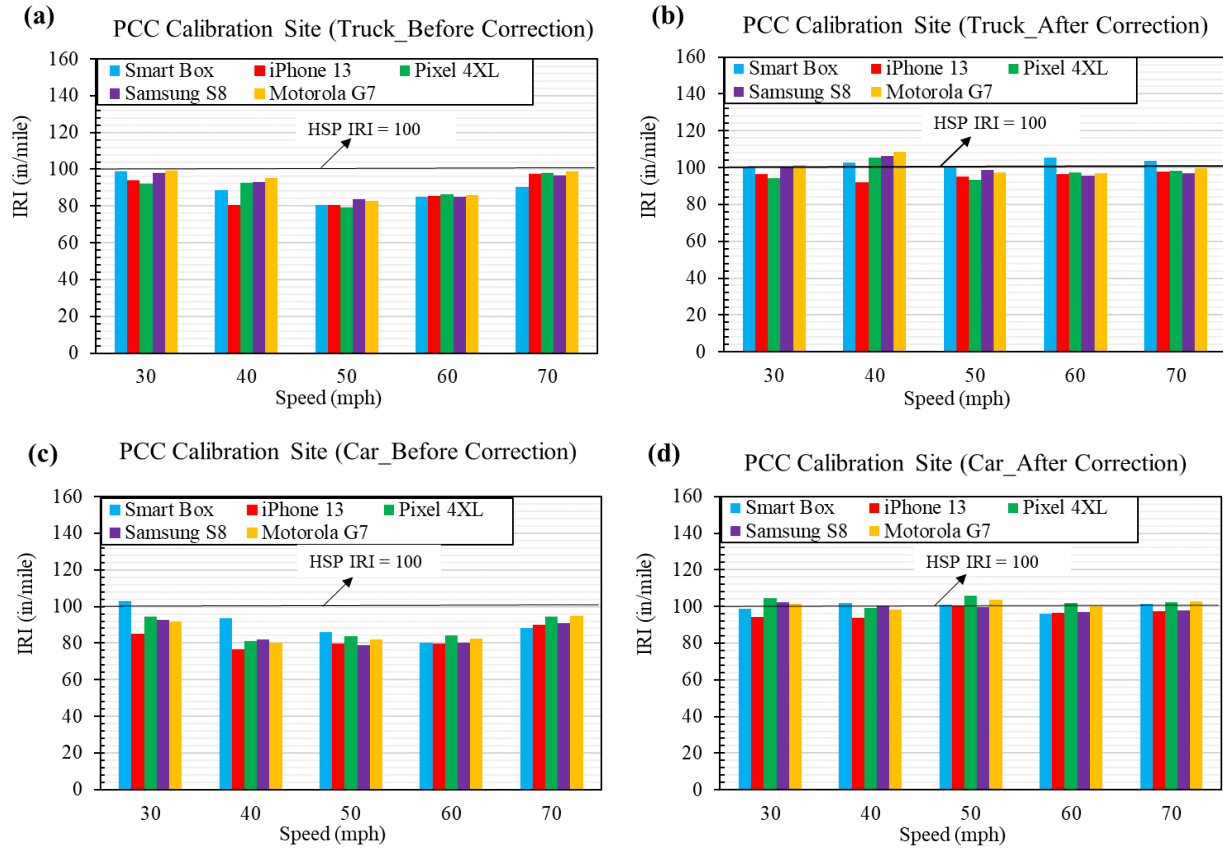 (a)
PCC Calibration Site (Truck_Before Correction)
160
140
120
100
80
60
40
20
0
IRI (in/mile)
Smart Box iPhone 13 Pixel 4XL
Samsung S8 Motorola G7
HSP IRI = 100
30 40 50 60 70
Speed (mph)
(b)
PCC Calibration Site (Truck_After Correction)
160
140
120
100
80
60
40
20
0
IRI (in/mile)
Smart Box iPhone 13 Pixel 4XL
Samsung S8 Motorola G7
HSP IRI = 100
30 40 50 60 70
Speed (mph)
(c)
PCC Calibration Site (Car_Before Correction)
160
140
120
100
80
60
40
20
0
IRI (in/mile)
Smart Box iPhone 13 Pixel 4XL
Samsung S8 Motorola G7
HSP IRI = 100
30 40 50 60 70
Speed (mph)
(d)
PCC Calibration Site (Car_After Correction)
160
140
120
100
80
60
40
20
0
IRI (in/mile)
Smart Box iPhone 13 Pixel 4XL
Samsung S8 Motorola G7
HSP IRI = 100
30 40 50 60 70
Speed (mph)